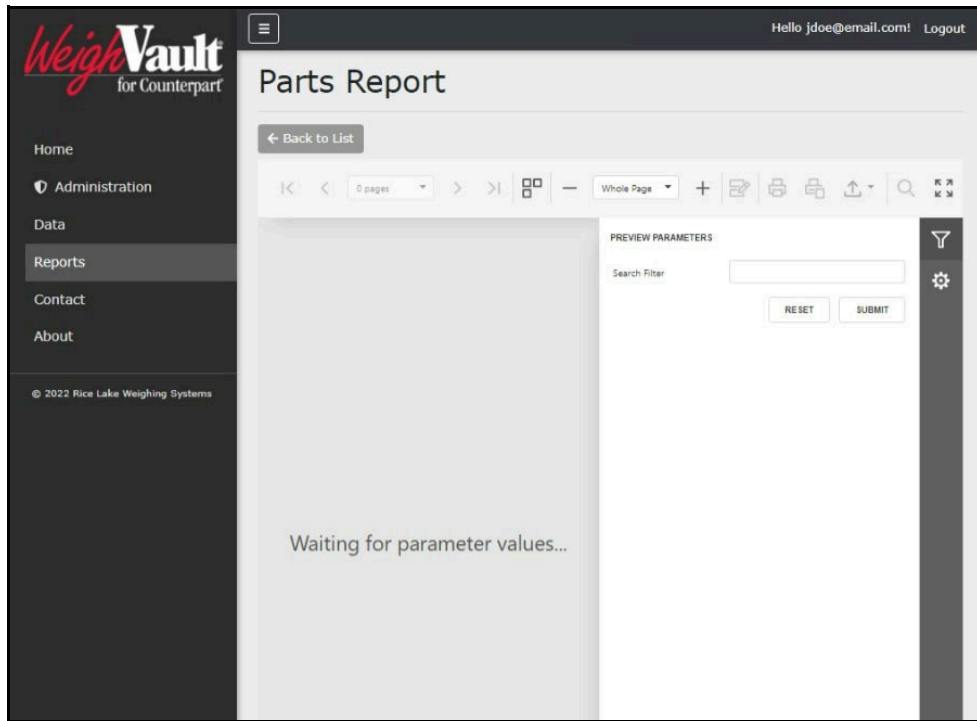 WeighVault
for Counterpart®
Hello jdoe@email.com! Logout
Parts Report
← Back to List
Home
Administration
Data
Reports
Contact
About
© 2022 Rice Lake Weighing Systems
0 pages
Whole Page
PREVIEW PARAMETERS
Search Filter
RESET SUBMIT
Waiting for parameter values...